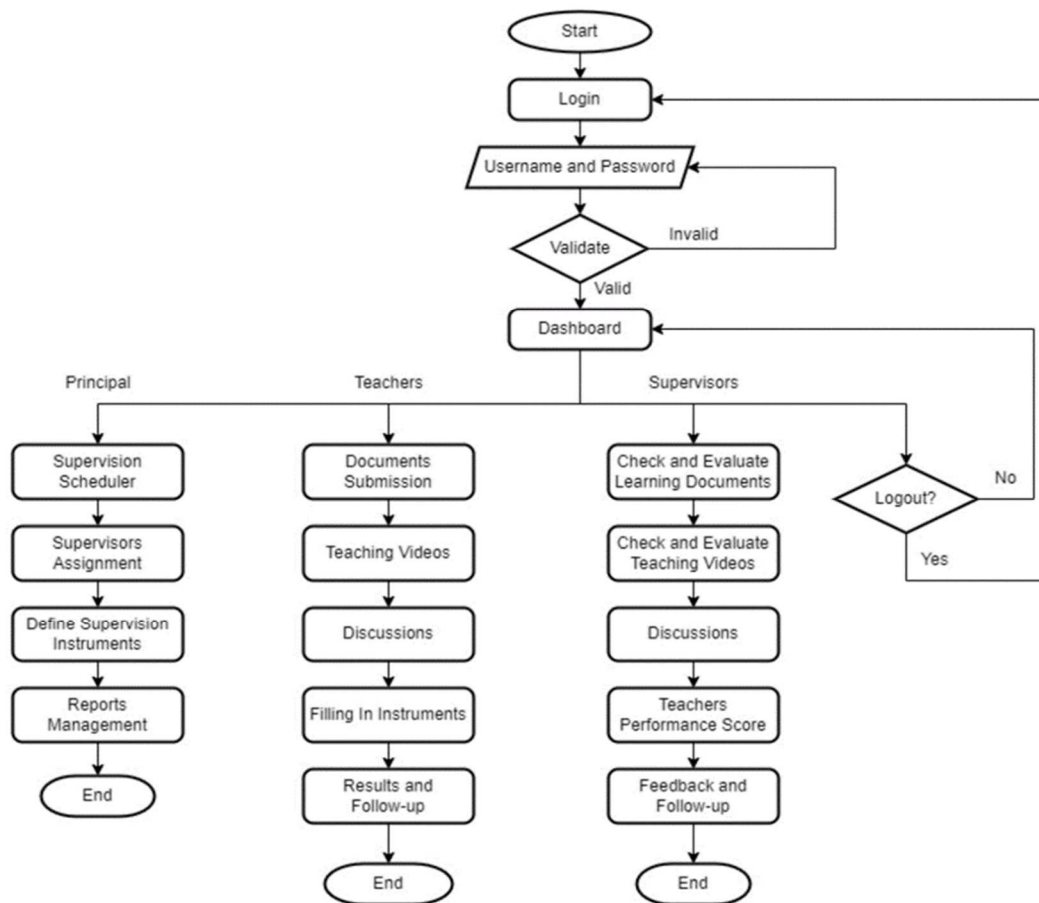 Start
Login
Username and Password
Validate
Invalid
Valid
Dashboard
Principal
Teachers
Supervisors
Supervision
Scheduler
Documents
Submission
Check and Evaluate
Learning Documents
Logout?
No
Yes
Supervisors
Assignment
Teaching Videos
Check and Evaluate
Teaching Videos
Define Supervision
Instruments
Discussions
Discussions
Reports
Management
Filling In Instruments
Teachers
Performance Score
End
Results and
Follow-up
Feedback and
Follow-up
End
End